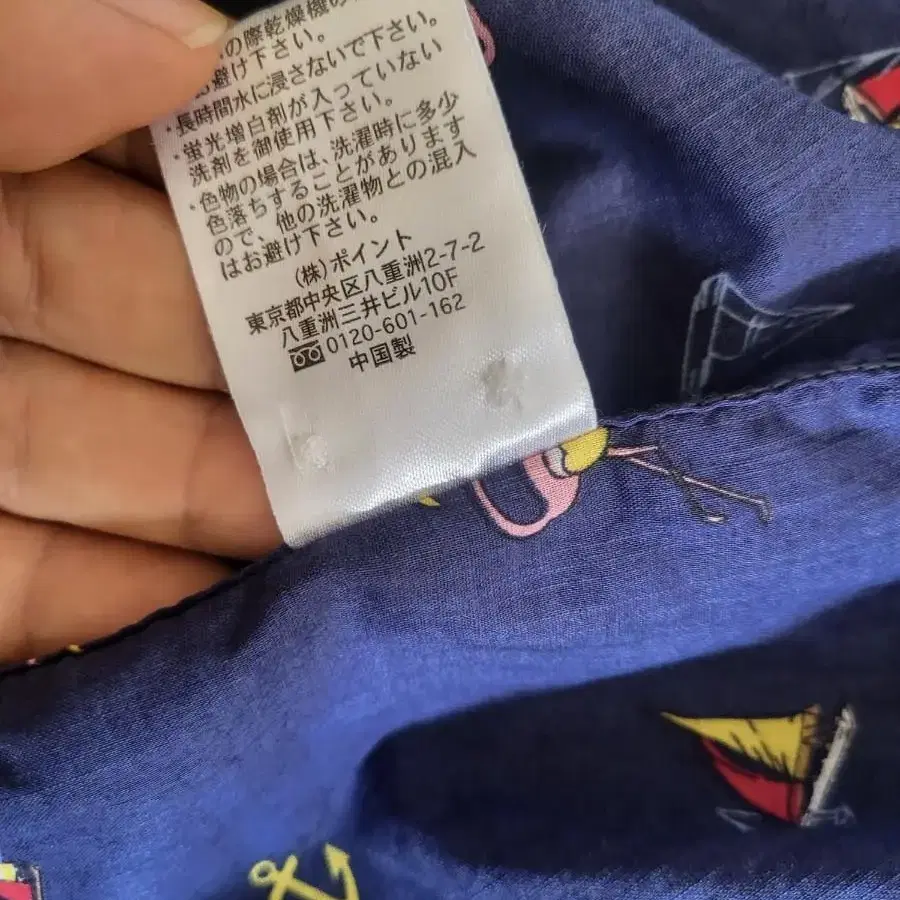 の際乾燥機の
お避け下さい。
・長時間水に浸さないで下さい。
・蛍光増白剤が入っていない
洗剤を御使用下さい。
・色物の場合は、洗濯時に多少
色落ちすることがあります
ので、他の洗濯物との混入
はお避け下さい。
(株)ポイント
東京都中央区八重洲2-7-2
八重洲三井ビル10F
0120-601-162
中国製